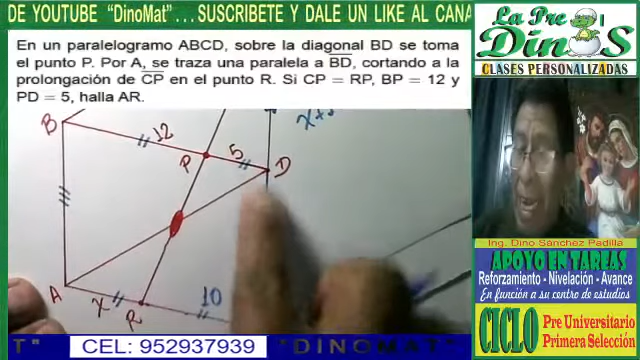 DE YOUTUBE "DinoMat"... SUSCRIBETE Y DALE UN LIKE AL CANA
La Pre
DinoS
CLASES PERSONALIZADAS
En un paralelogramo ABCD, sobre la diagonal BD se toma
el punto P. Por A, se traza una paralela a BD, cortando a la
prolongación de CP en el punto R. Si CP = RP, BP = 12 y
PD = 5, halla AR.
B
12
P
5
D
A
x
R
10
Ing. Dino Sánchez Padilla
APOYO EN TAREAS
Reforzamiento - Nivelación - Avance
En función a su centro de estudios
CICLO
Pre Universitario
Primera Selección
T"
CEL: 952937939
"DINOMAT"